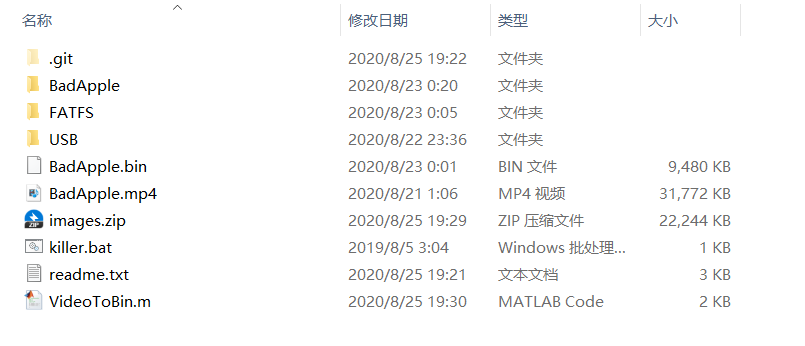 名称 修改日期 类型 大小
.git 2020/8/25 19:22 文件夹
BadApple 2020/8/23 0:20 文件夹
FATFS 2020/8/23 0:05 文件夹
USB 2020/8/22 23:36 文件夹
BadApple.bin 2020/8/23 0:01 BIN 文件 9,480 KB
BadApple.mp4 2020/8/21 1:06 MP4 视频 31,772 KB
images.zip 2020/8/25 19:29 ZIP 压缩文件 22,244 KB
killer.bat 2019/8/5 3:04 Windows 批处理... 1 KB
readme.txt 2020/8/25 19:21 文本文档 3 KB
VideoToBin.m 2020/8/25 19:30 MATLAB Code 2 KB